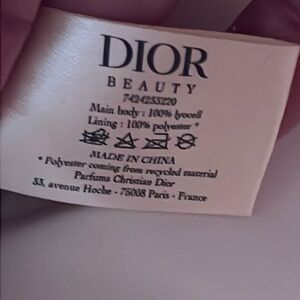 DIOR
BEAUTY
7424253220
Main body : 100% lyocell
Lining : 100% polyester *
MADE IN CHINA
* Polyester coming from recycled material
Parfums Christian Dior
33, avenue Hoche - 75008 Paris - France